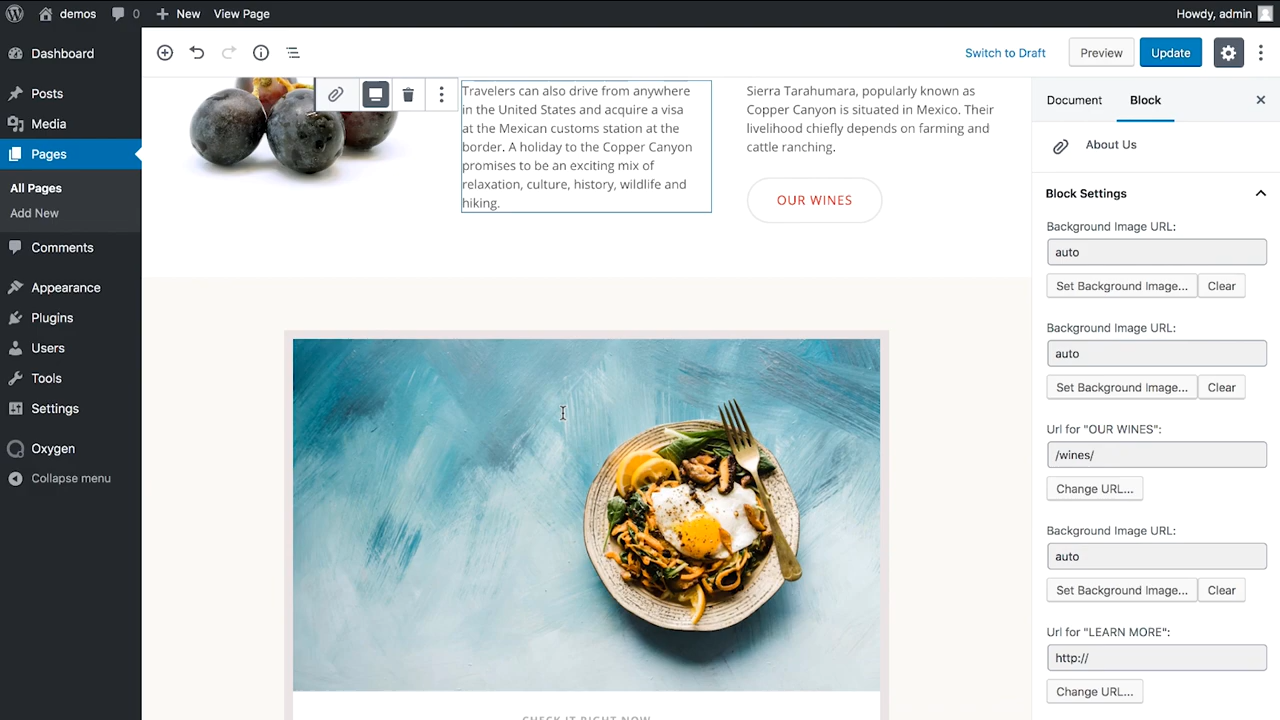 demos
0
New
View Page
Howdy, admin
Dashboard
Posts
Media
Pages
All Pages
Add New
Comments
Appearance
Plugins
Users
Tools
Settings
Oxygen
Collapse menu
Switch to Draft
Preview
Update
Travelers can also drive from anywhere
in the United States and acquire a visa
at the Mexican customs station at the
border. A holiday to the Copper Canyon
promises to be an exciting mix of
relaxation, culture, history, wildlife and
hiking.
Sierra Tarahumara, popularly known as
Copper Canyon is situated in Mexico. Their
livelihood chiefly depends on farming and
cattle ranching.
OUR WINES
CHECK IT RIGHT NOW
Document
Block
About Us
Block Settings
Background Image URL:
auto
Set Background Image...
Clear
Background Image URL:
auto
Set Background Image...
Clear
Url for "OUR WINES":
/wines/
Change URL...
Background Image URL:
auto
Set Background Image...
Clear
Url for "LEARN MORE":
http://
Change URL...